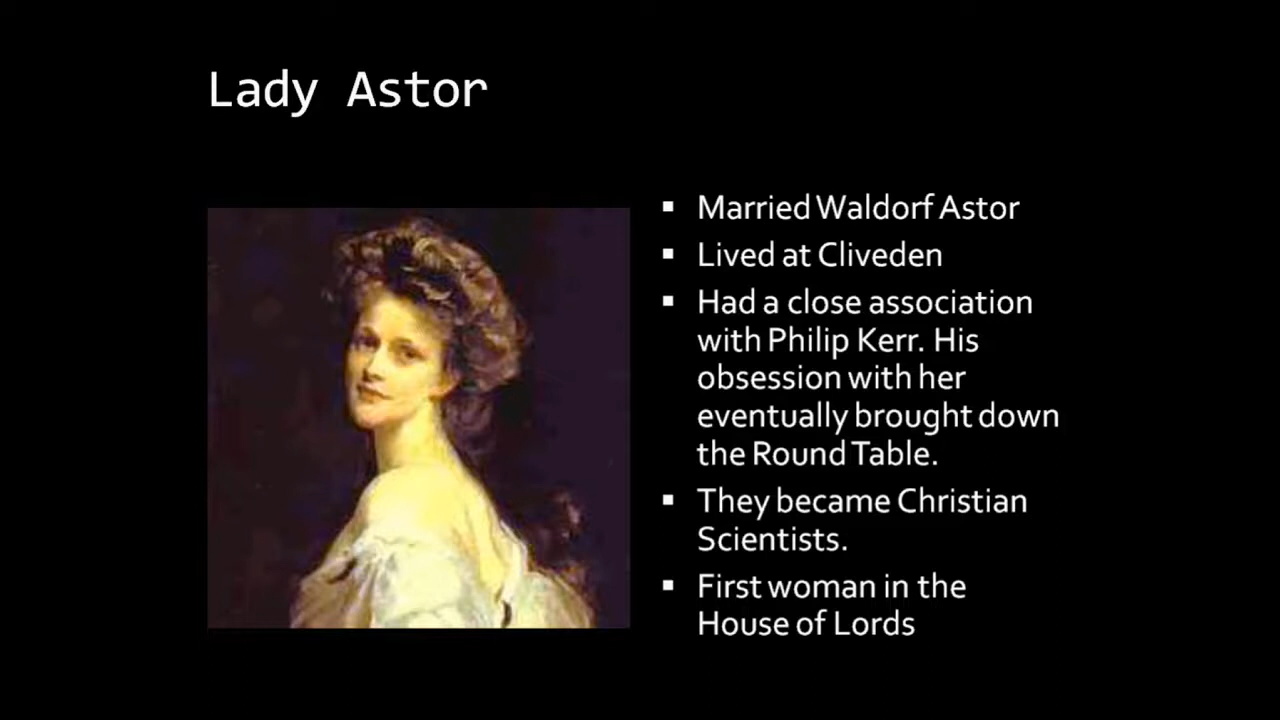 Lady Astor
▪ Married Waldorf Astor
▪ Lived at Cliveden
▪ Had a close association
with Philip Kerr. His
obsession with her
eventually brought down
the Round Table.
▪ They became Christian
Scientists.
▪ First woman in the
House of Lords